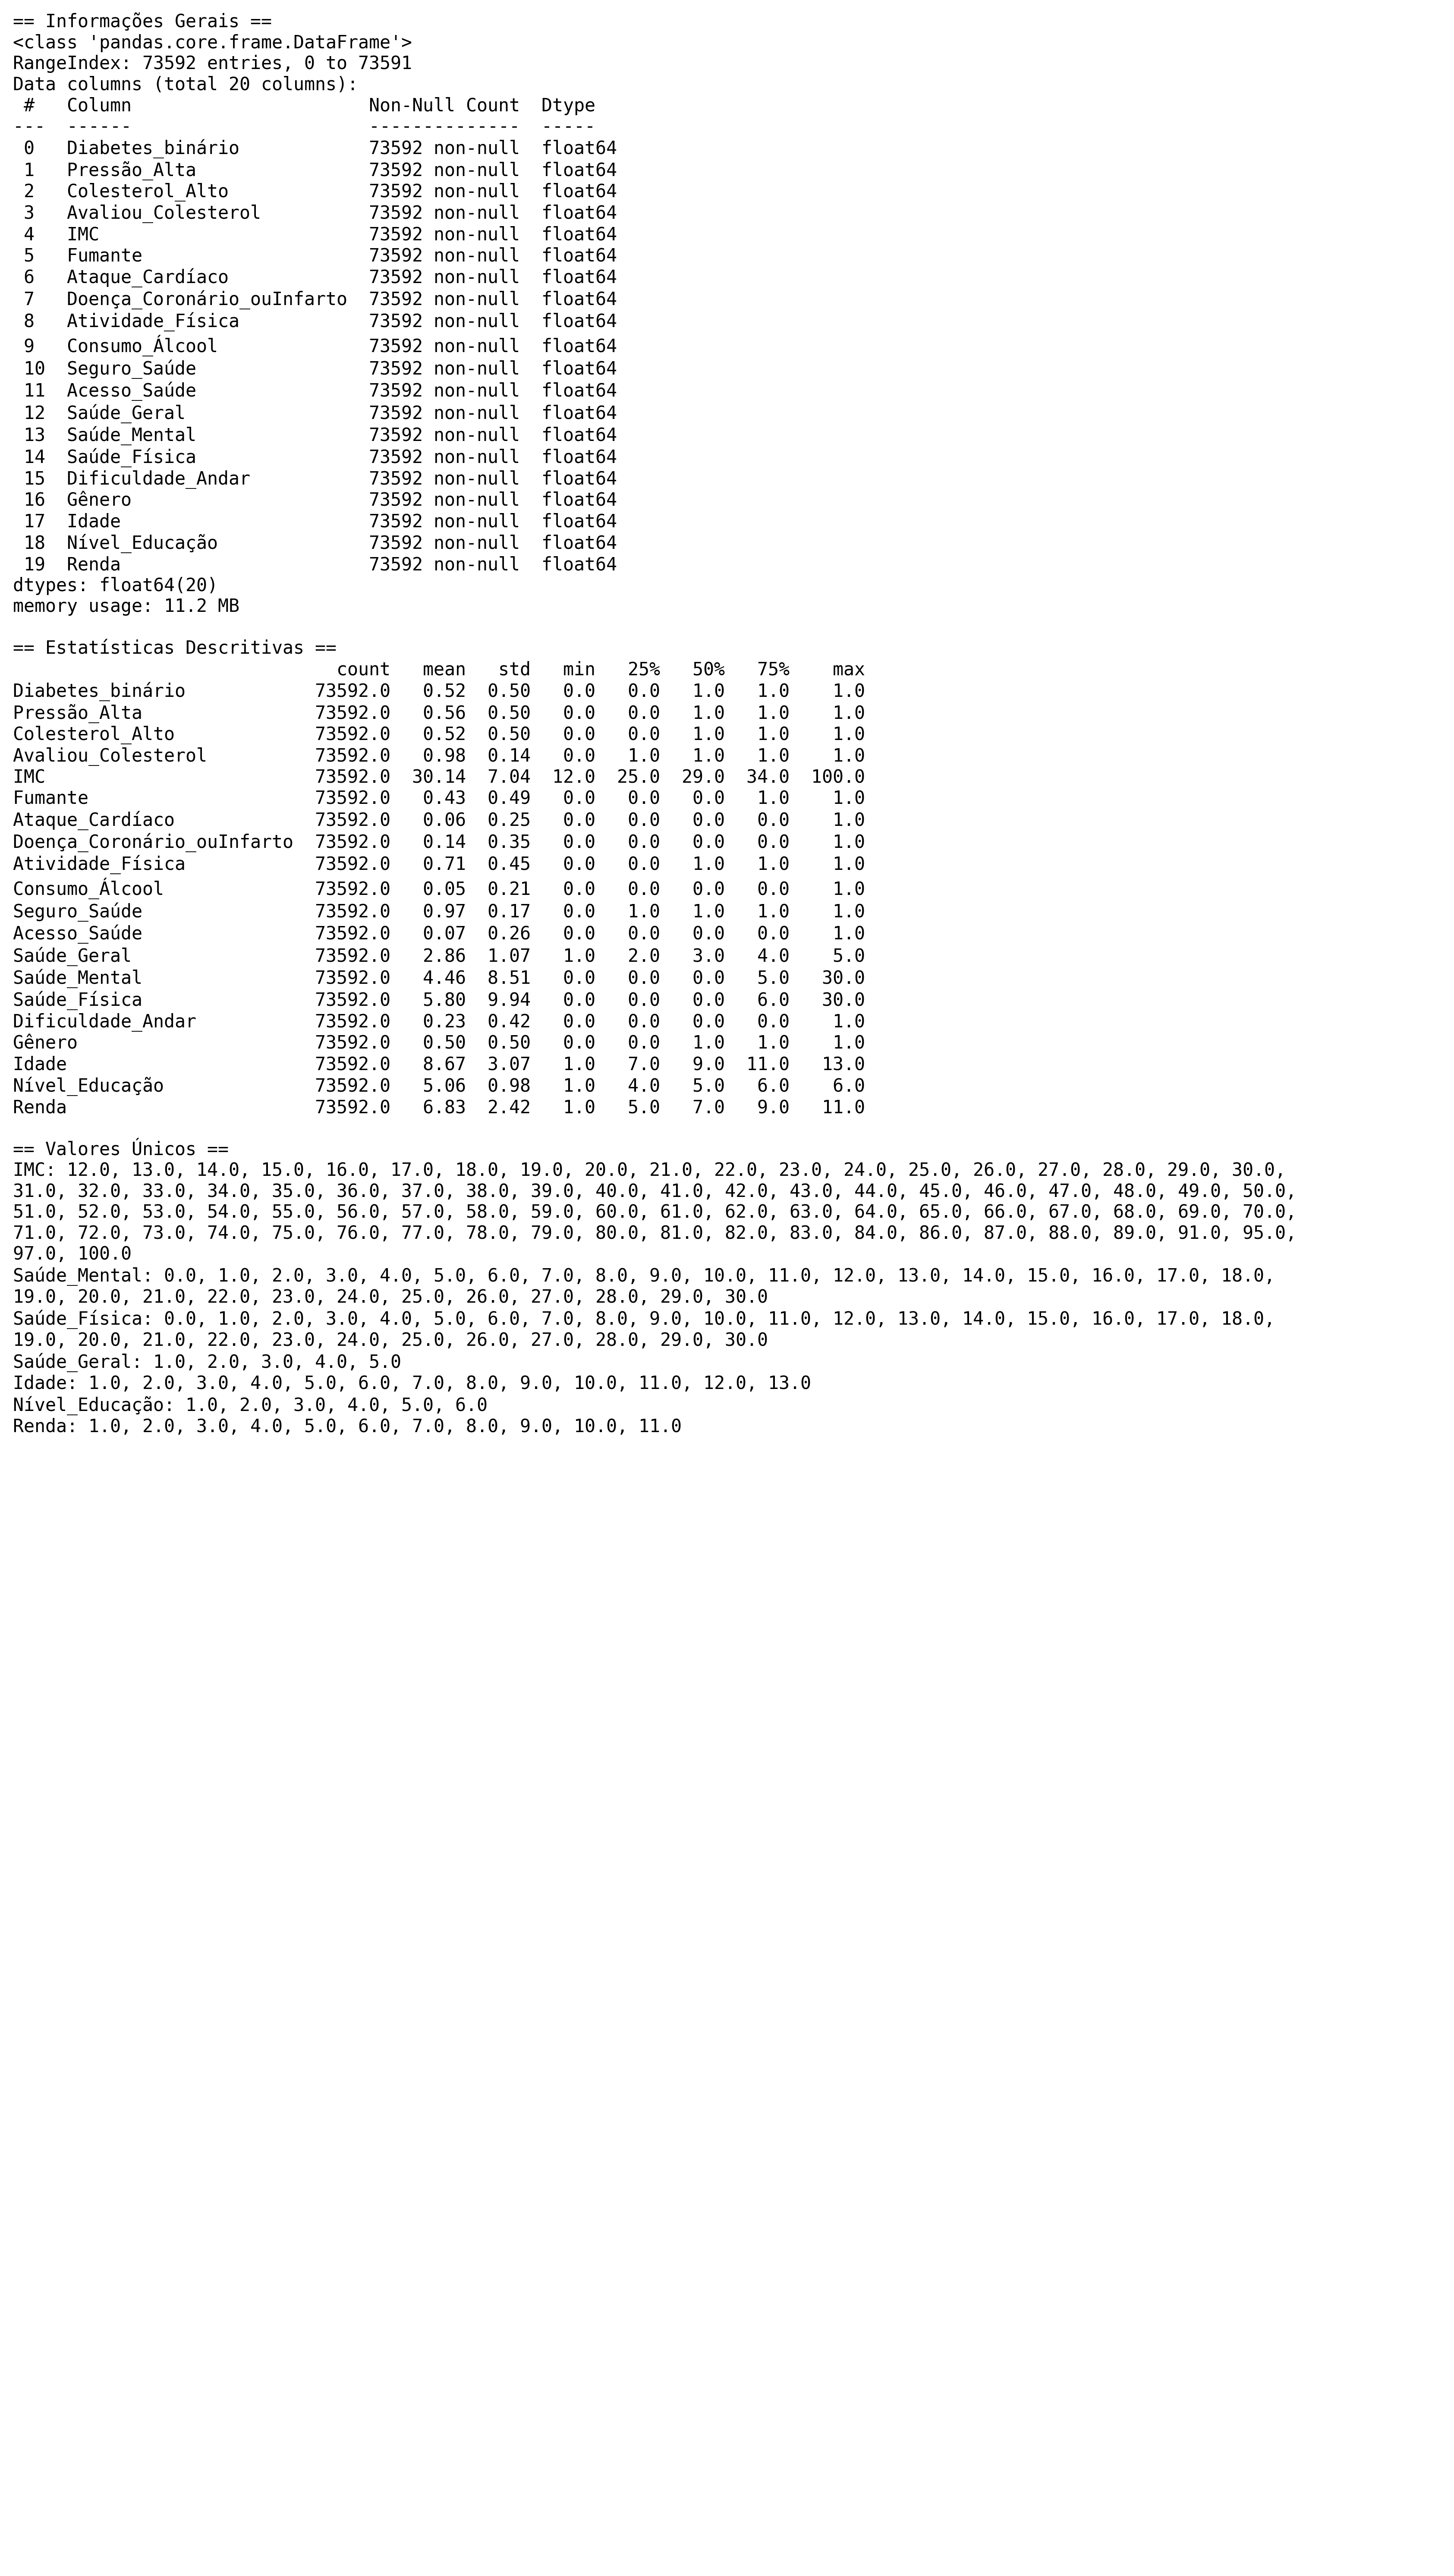 == Informações Gerais ==
<class 'pandas.core.frame.DataFrame'>
RangeIndex: 73592 entries, 0 to 73591
Data columns (total 20 columns):
 #   Column                      Non-Null Count  Dtype
---  ------                      --------------  -----
 0   Diabetes_binário            73592 non-null  float64
 1   Pressão_Alta                73592 non-null  float64
 2   Colesterol_Alto             73592 non-null  float64
 3   Avaliou_Colesterol          73592 non-null  float64
 4   IMC                         73592 non-null  float64
 5   Fumante                     73592 non-null  float64
 6   Ataque_Cardíaco             73592 non-null  float64
 7   Doença_Coronário_ouInfarto  73592 non-null  float64
 8   Atividade_Física            73592 non-null  float64
 9   Consumo_Álcool              73592 non-null  float64
 10  Seguro_Saúde                73592 non-null  float64
 11  Acesso_Saúde                73592 non-null  float64
 12  Saúde_Geral                 73592 non-null  float64
 13  Saúde_Mental                73592 non-null  float64
 14  Saúde_Física                73592 non-null  float64
 15  Dificuldade_Andar           73592 non-null  float64
 16  Gênero                      73592 non-null  float64
 17  Idade                       73592 non-null  float64
 18  Nível_Educação              73592 non-null  float64
 19  Renda                       73592 non-null  float64
dtypes: float64(20)
memory usage: 11.2 MB

== Estatísticas Descritivas ==
                              count   mean   std   min   25%   50%   75%    max
Diabetes_binário            73592.0   0.52  0.50   0.0   0.0   1.0   1.0    1.0
Pressão_Alta                73592.0   0.56  0.50   0.0   0.0   1.0   1.0    1.0
Colesterol_Alto             73592.0   0.52  0.50   0.0   0.0   1.0   1.0    1.0
Avaliou_Colesterol          73592.0   0.98  0.14   0.0   1.0   1.0   1.0    1.0
IMC                         73592.0  30.14  7.04  12.0  25.0  29.0  34.0  100.0
Fumante                     73592.0   0.43  0.49   0.0   0.0   0.0   1.0    1.0
Ataque_Cardíaco             73592.0   0.06  0.25   0.0   0.0   0.0   0.0    1.0
Doença_Coronário_ouInfarto  73592.0   0.14  0.35   0.0   0.0   0.0   0.0    1.0
Atividade_Física            73592.0   0.71  0.45   0.0   0.0   1.0   1.0    1.0
Consumo_Álcool              73592.0   0.05  0.21   0.0   0.0   0.0   0.0    1.0
Seguro_Saúde                73592.0   0.97  0.17   0.0   1.0   1.0   1.0    1.0
Acesso_Saúde                73592.0   0.07  0.26   0.0   0.0   0.0   0.0    1.0
Saúde_Geral                 73592.0   2.86  1.07   1.0   2.0   3.0   4.0    5.0
Saúde_Mental                73592.0   4.46  8.51   0.0   0.0   0.0   5.0   30.0
Saúde_Física                73592.0   5.80  9.94   0.0   0.0   0.0   6.0   30.0
Dificuldade_Andar           73592.0   0.23  0.42   0.0   0.0   0.0   0.0    1.0
Gênero                      73592.0   0.50  0.50   0.0   0.0   1.0   1.0    1.0
Idade                       73592.0   8.67  3.07   1.0   7.0   9.0  11.0   13.0
Nível_Educação              73592.0   5.06  0.98   1.0   4.0   5.0   6.0    6.0
Renda                       73592.0   6.83  2.42   1.0   5.0   7.0   9.0   11.0

== Valores Únicos ==
IMC: 12.0, 13.0, 14.0, 15.0, 16.0, 17.0, 18.0, 19.0, 20.0, 21.0, 22.0, 23.0, 24.0, 25.0, 26.0, 27.0, 28.0, 29.0, 30.0,
31.0, 32.0, 33.0, 34.0, 35.0, 36.0, 37.0, 38.0, 39.0, 40.0, 41.0, 42.0, 43.0, 44.0, 45.0, 46.0, 47.0, 48.0, 49.0, 50.0,
51.0, 52.0, 53.0, 54.0, 55.0, 56.0, 57.0, 58.0, 59.0, 60.0, 61.0, 62.0, 63.0, 64.0, 65.0, 66.0, 67.0, 68.0, 69.0, 70.0,
71.0, 72.0, 73.0, 74.0, 75.0, 76.0, 77.0, 78.0, 79.0, 80.0, 81.0, 82.0, 83.0, 84.0, 86.0, 87.0, 88.0, 89.0, 91.0, 95.0,
97.0, 100.0
Saúde_Mental: 0.0, 1.0, 2.0, 3.0, 4.0, 5.0, 6.0, 7.0, 8.0, 9.0, 10.0, 11.0, 12.0, 13.0, 14.0, 15.0, 16.0, 17.0, 18.0,
19.0, 20.0, 21.0, 22.0, 23.0, 24.0, 25.0, 26.0, 27.0, 28.0, 29.0, 30.0
Saúde_Física: 0.0, 1.0, 2.0, 3.0, 4.0, 5.0, 6.0, 7.0, 8.0, 9.0, 10.0, 11.0, 12.0, 13.0, 14.0, 15.0, 16.0, 17.0, 18.0,
19.0, 20.0, 21.0, 22.0, 23.0, 24.0, 25.0, 26.0, 27.0, 28.0, 29.0, 30.0
Saúde_Geral: 1.0, 2.0, 3.0, 4.0, 5.0
Idade: 1.0, 2.0, 3.0, 4.0, 5.0, 6.0, 7.0, 8.0, 9.0, 10.0, 11.0, 12.0, 13.0
Nível_Educação: 1.0, 2.0, 3.0, 4.0, 5.0, 6.0
Renda: 1.0, 2.0, 3.0, 4.0, 5.0, 6.0, 7.0, 8.0, 9.0, 10.0, 11.0